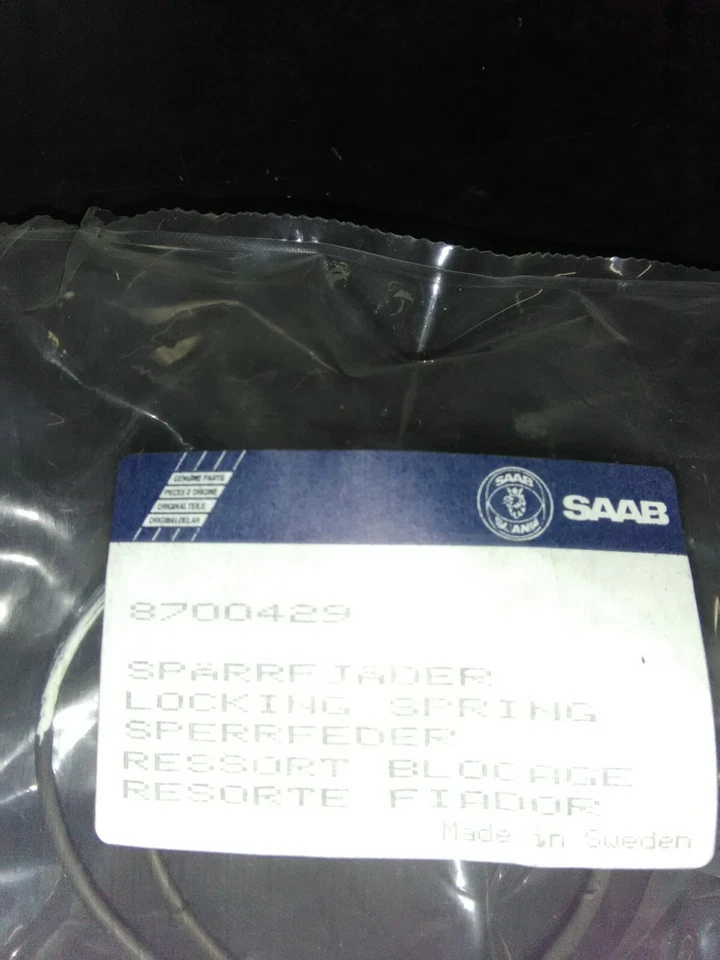 GENUINE PARTS
PIECES D ORIGINE
ORIGINALTEILE
ORIGINALDELAR
SAAB
SCANIA
SAAB
8700429
SPÄRRFJÄDER
LOCKING SPRING
SPERRFEDER
RESSORT BLOCAGE
RESORTE FIADOR
Made in Sweden